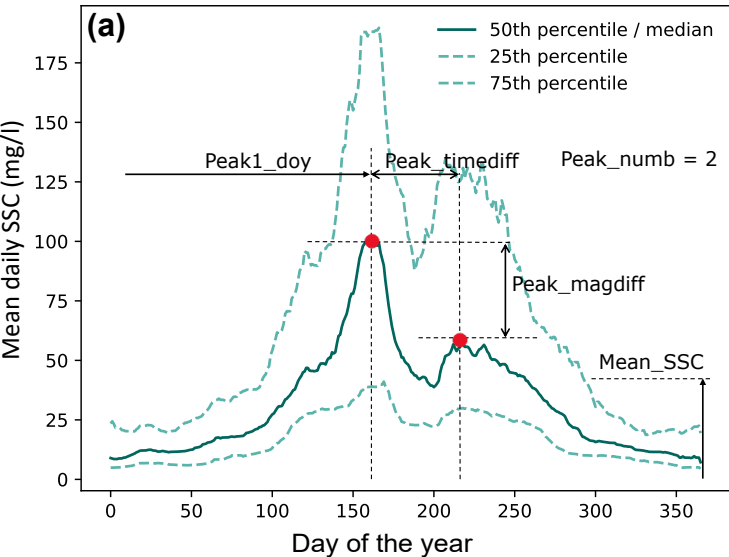 (a)
50th percentile / median
25th percentile
75th percentile
Peak1_doy
Peak_timediff
Peak_numb = 2
Peak_magdiff
Mean_SSC
Mean daily SSC (mg/l)
175
150
125
100
75
50
25
0
0 50 100 150 200 250 300 350
Day of the year